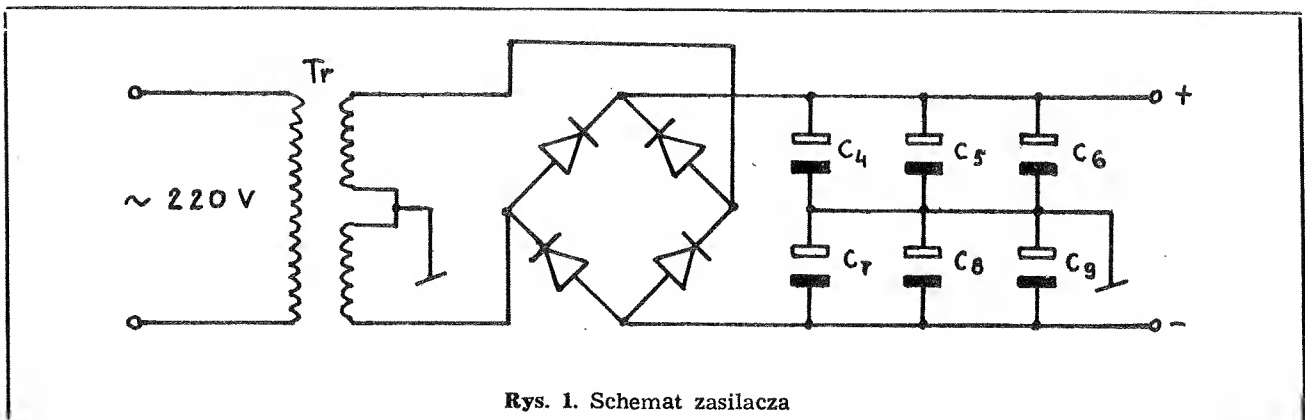 Tr
+
C4
C5
C6
~ 220 V
C7
C8
C9
-
Rys. 1. Schemat zasilacza